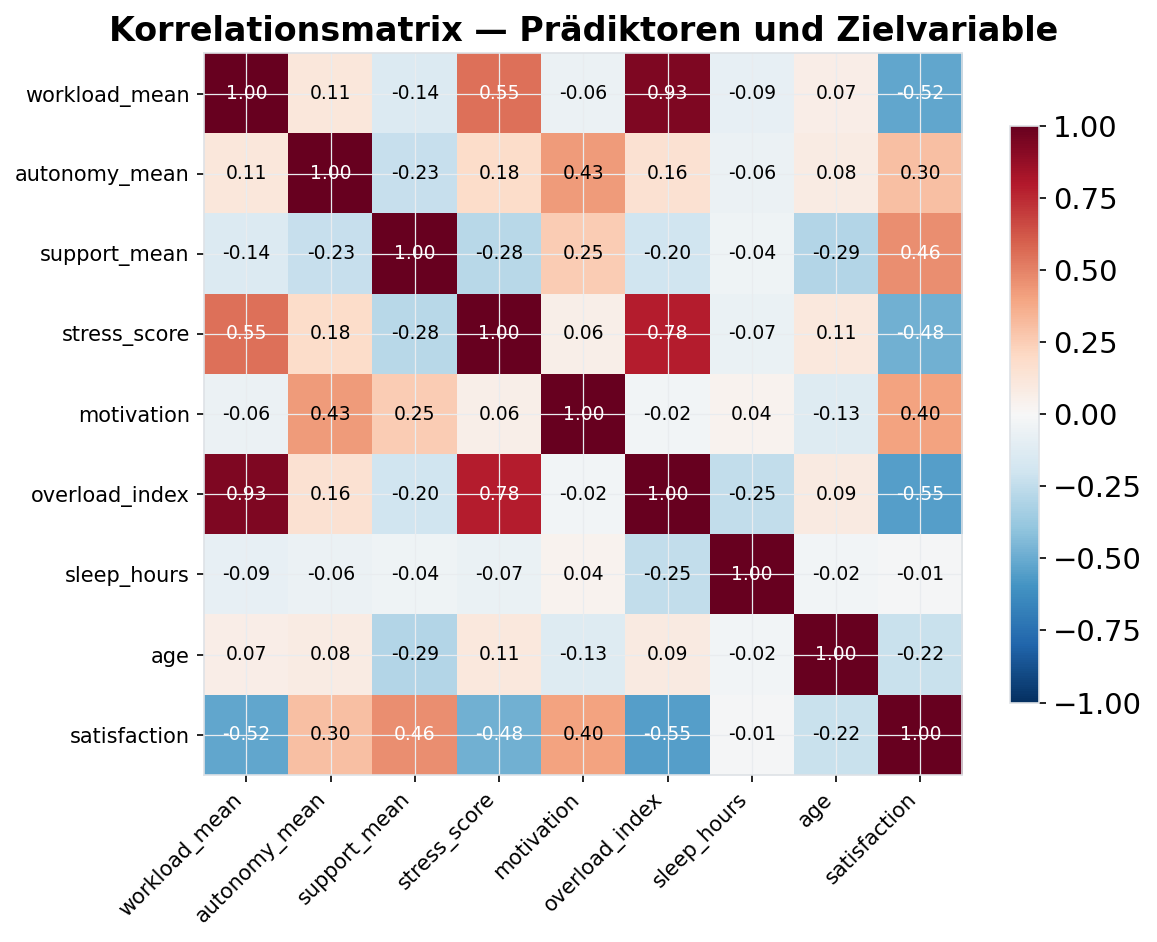 Korrelationsmatrix — Prädiktoren und Zielvariable
workload_mean 1.00 0.11 -0.14 0.55 -0.06 0.93 -0.09 0.07 -0.52
autonomy_mean 0.11 1.00 -0.23 0.18 0.43 0.16 -0.06 0.08 0.30
support_mean -0.14 -0.23 1.00 -0.28 0.25 -0.20 -0.04 -0.29 0.46
stress_score 0.55 0.18 -0.28 1.00 0.06 0.78 -0.07 0.11 -0.48
motivation -0.06 0.43 0.25 0.06 1.00 -0.02 0.04 -0.13 0.40
overload_index 0.93 0.16 -0.20 0.78 -0.02 1.00 -0.25 0.09 -0.55
sleep_hours -0.09 -0.06 -0.04 -0.07 0.04 -0.25 1.00 -0.02 -0.01
age 0.07 0.08 -0.29 0.11 -0.13 0.09 -0.02 1.00 -0.22
satisfaction -0.52 0.30 0.46 -0.48 0.40 -0.55 -0.01 -0.22 1.00
workload_mean autonomy_mean support_mean stress_score motivation overload_index sleep_hours age satisfaction
1.00
0.75
0.50
0.25
0.00
−0.25
−0.50
−0.75
−1.00